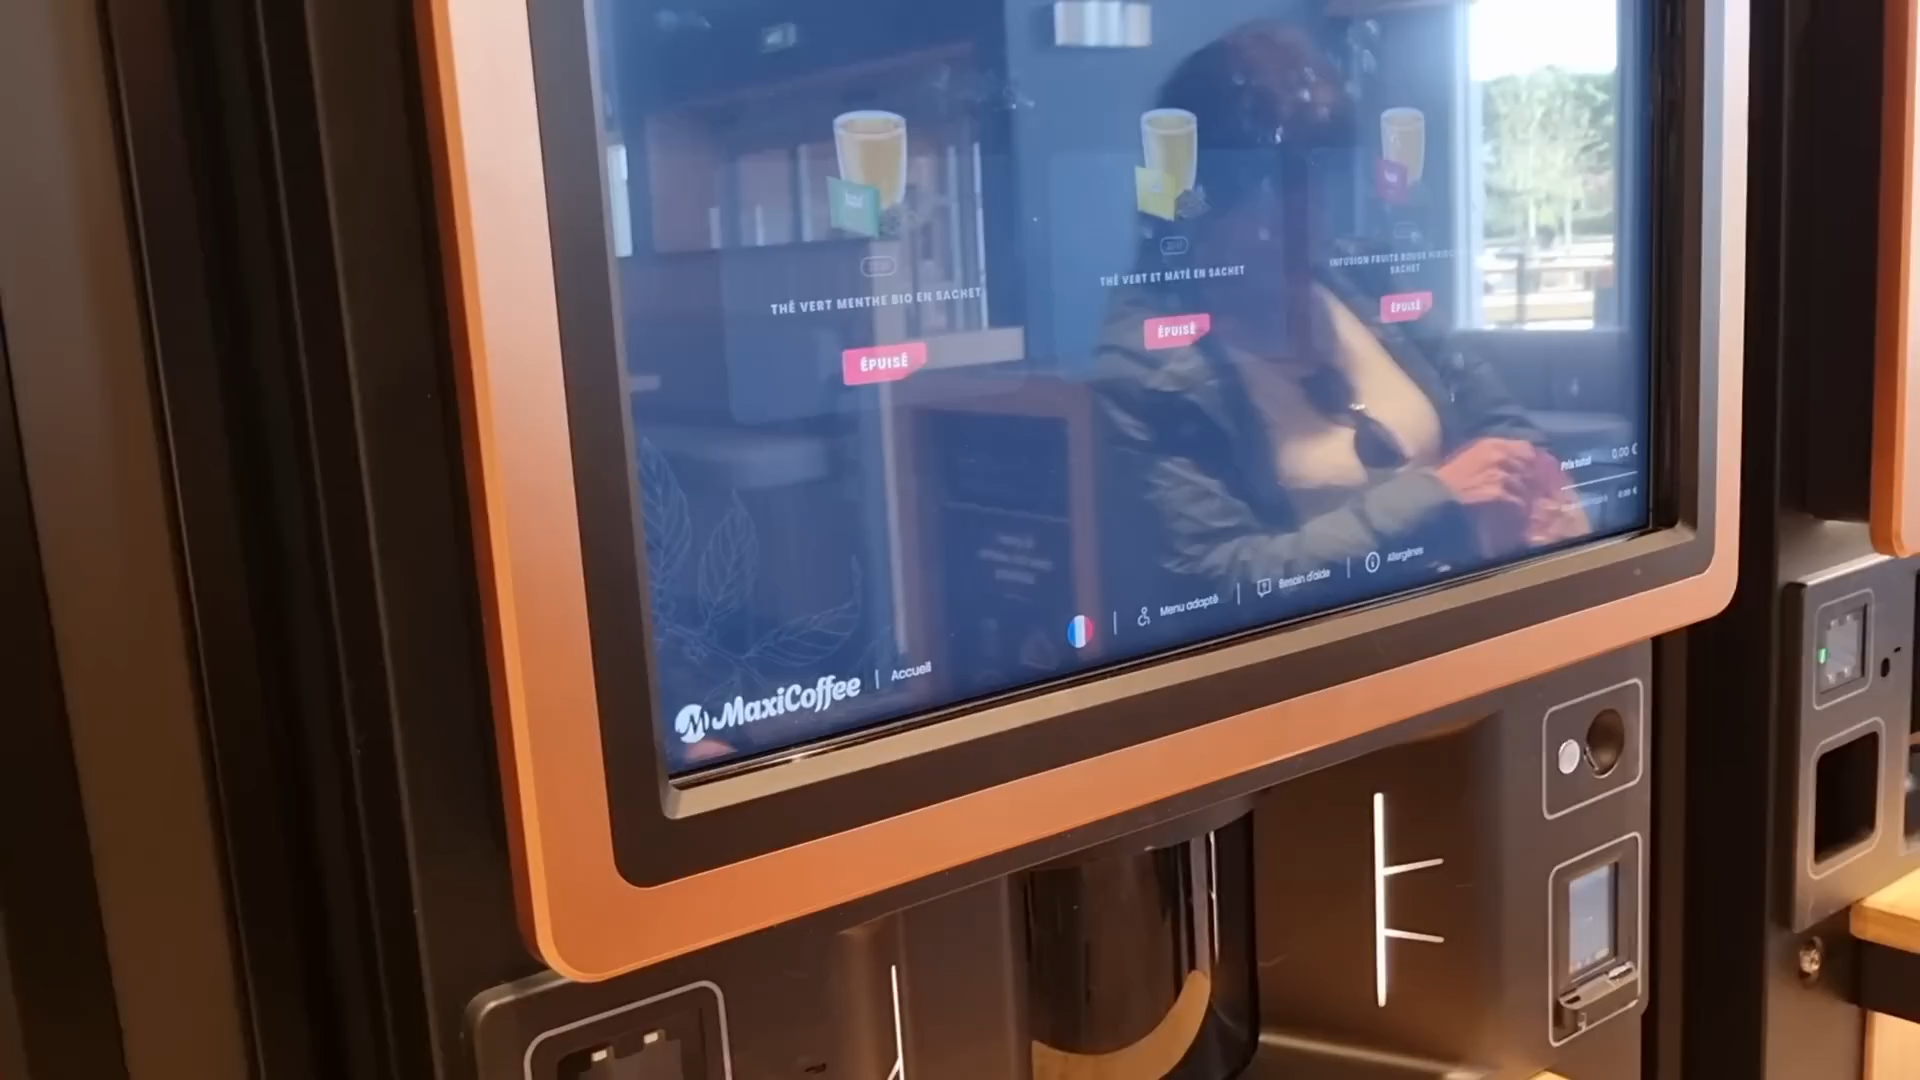 THÉ VERT MENTHE BIO EN SACHET
ÉPUISÉ
THÉ VERT ET MATÉ EN SACHET
ÉPUISÉ
INFUSION FRUITS ROUGE
SACHET
ÉPUISÉ
Prix total 0,00 €
MaxiCoffee
Accueil
Menu adapté
Besoin d'aide
Allergènes